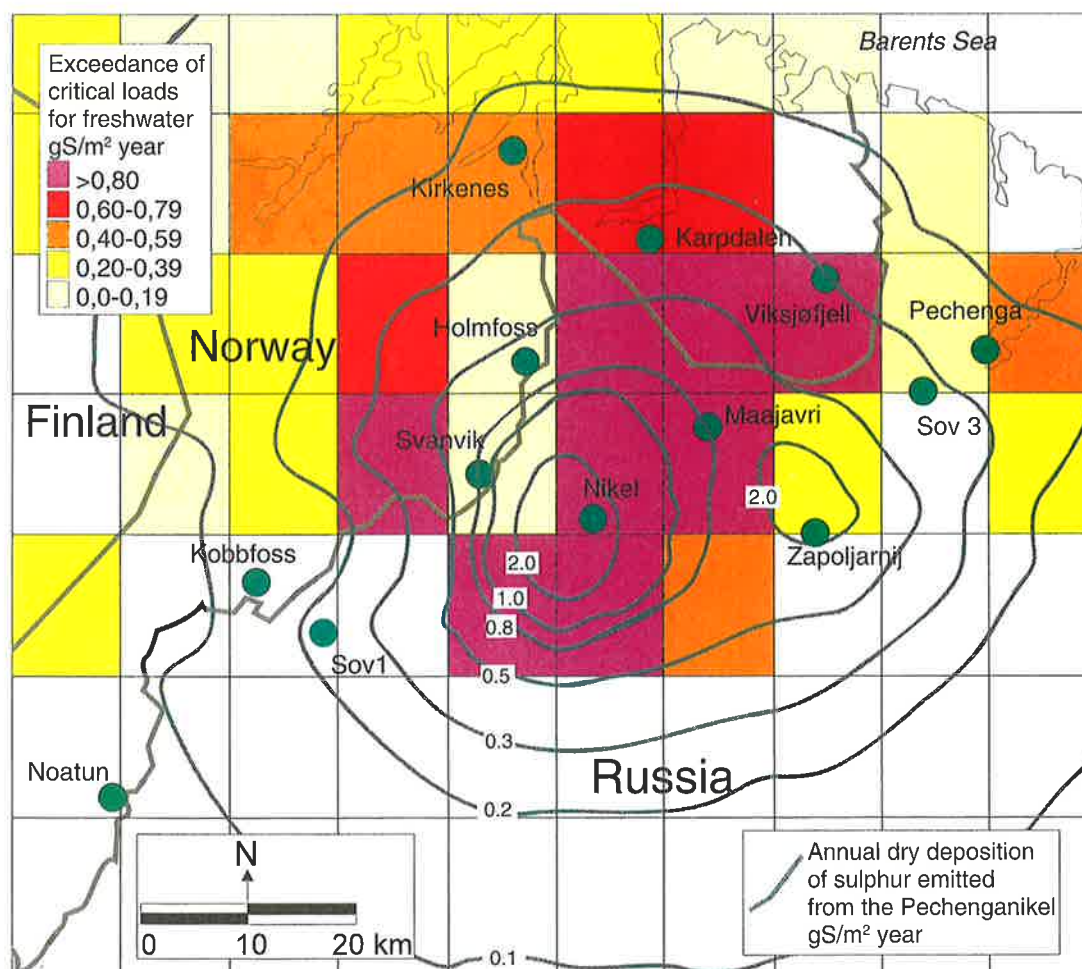 Barents Sea
Exceedance of
critical loads
for freshwater
gS/m² year
>0,80
0,60-0,79
0,40-0,59
0,20-0,39
0,0-0,19
Kirkenes
Karpdalen
Viksjøfjell
Pechenga
Holmfoss
Norway
Finland
Sov 3
Maajavri
Svanvik
Nikel
2.0
Zapoljarnij
Kobbfoss
2.0
1.0
0.8
Sov1
0.5
0.3
Russia
Noatun
0.2
N
0 10 20 km
Annual dry deposition
of sulphur emitted
from the Pechenganikel
gS/m² year
0.1